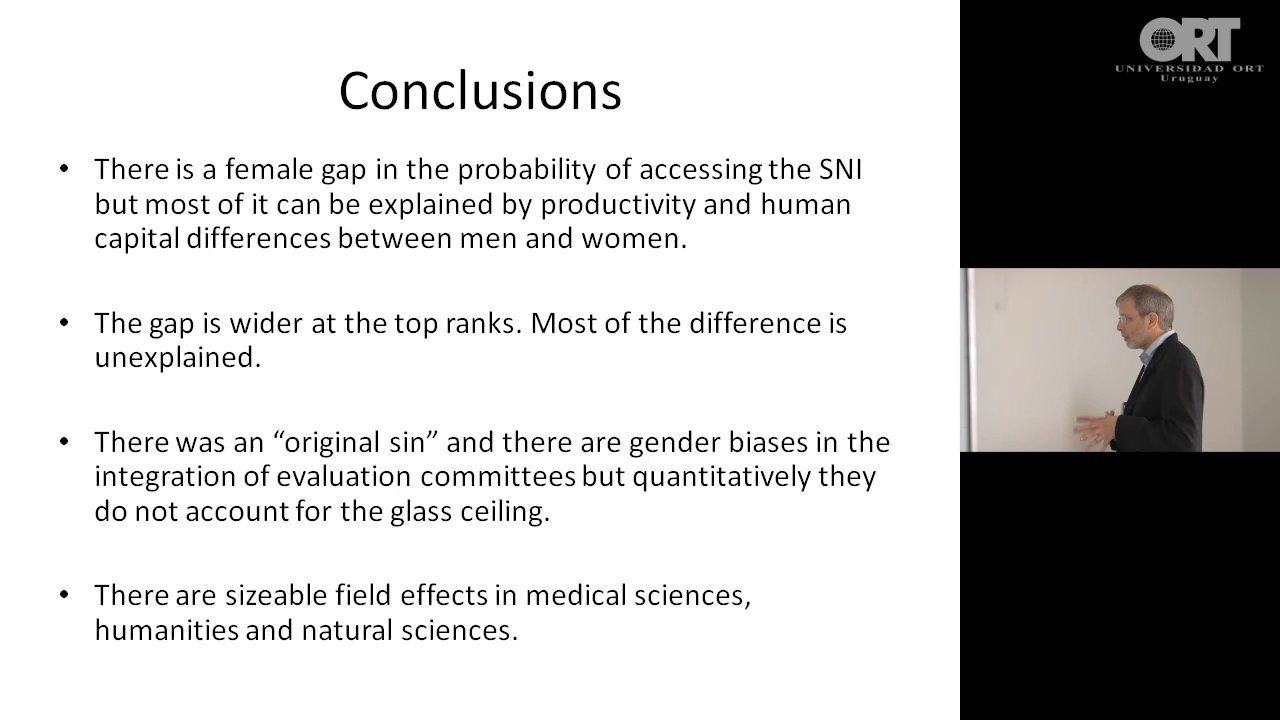 Conclusions
• There is a female gap in the probability of accessing the SNI
but most of it can be explained by productivity and human
capital differences between men and women.
• The gap is wider at the top ranks. Most of the difference is
unexplained.
• There was an “original sin” and there are gender biases in the
integration of evaluation committees but quantitatively they
do not account for the glass ceiling.
• There are sizeable field effects in medical sciences,
humanities and natural sciences.
ORT
UNIVERSIDAD ORT
Uruguay